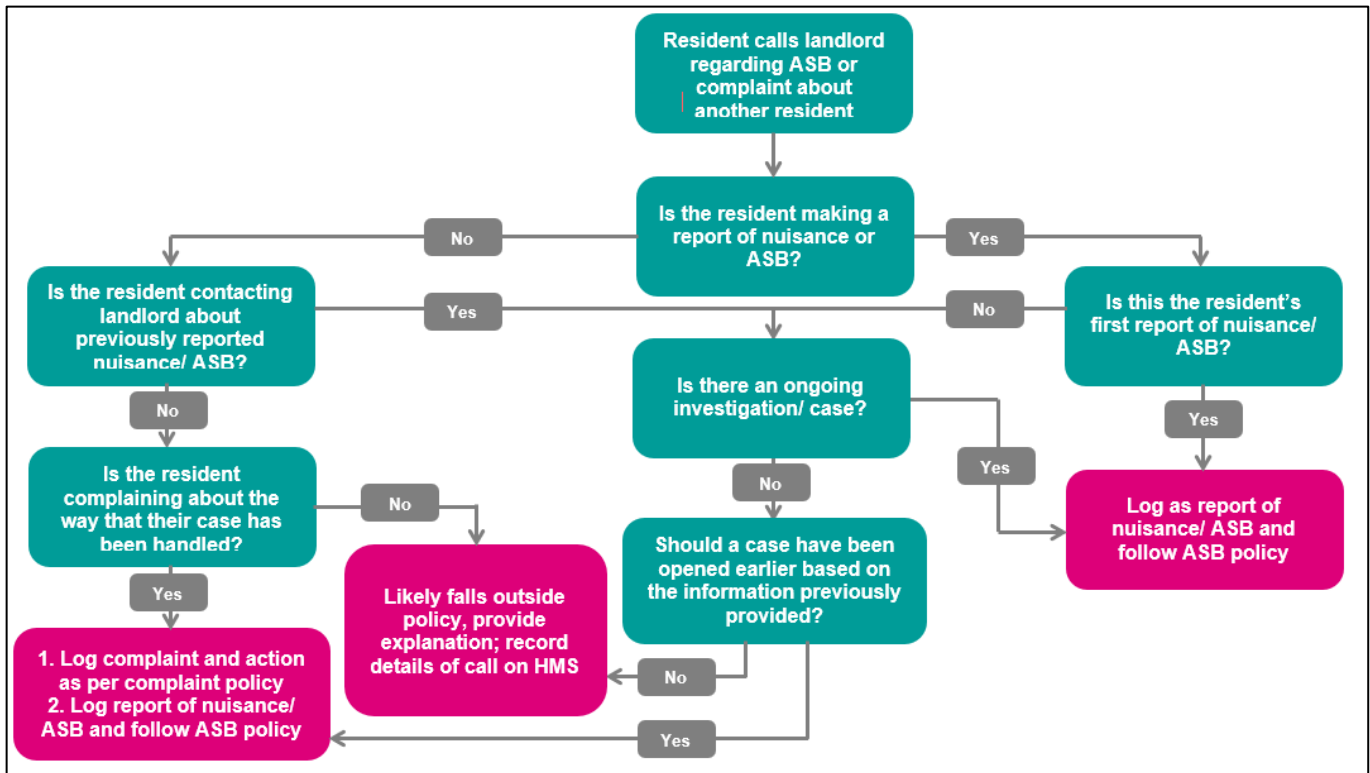 Resident calls landlord
regarding ASB or
complaint about
another resident
Is the resident making a
report of nuisance or
ASB?
No
Yes
Is the resident contacting
landlord about
previously reported
nuisance/ ASB?
Yes
No
Is this the resident's
first report of nuisance/
ASB?
Is there an ongoing
investigation/ case?
No
Yes
Yes
No
Is the resident
complaining about the
way that their case has
been handled?
No
Log as report of
nuisance/ ASB and
follow ASB policy
Should a case have been
opened earlier based on
the information previously
provided?
Likely falls outside
policy, provide
explanation; record
details of call on HMS
Yes
1. Log complaint and action
as per complaint policy
2. Log report of nuisance/
ASB and follow ASB policy
No
Yes